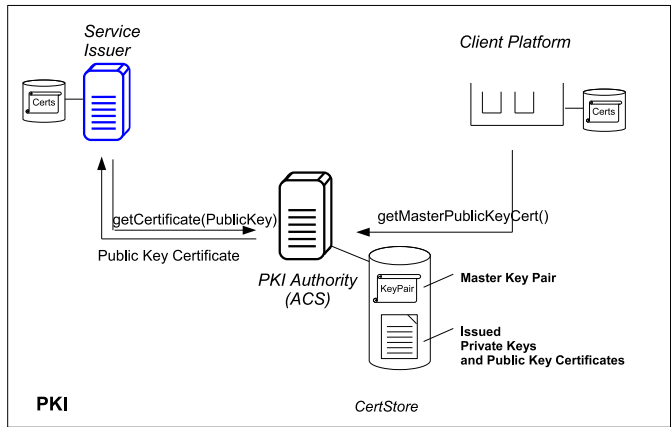 Service
Issuer
Client Platform
Certs
Certs
getCertificate(PublicKey)
getMasterPublicKeyCert()
Public Key Certificate
PKI Authority
(ACS)
KeyPair
Master Key Pair
Issued
Private Keys
and Public Key Certificates
PKI
CertStore